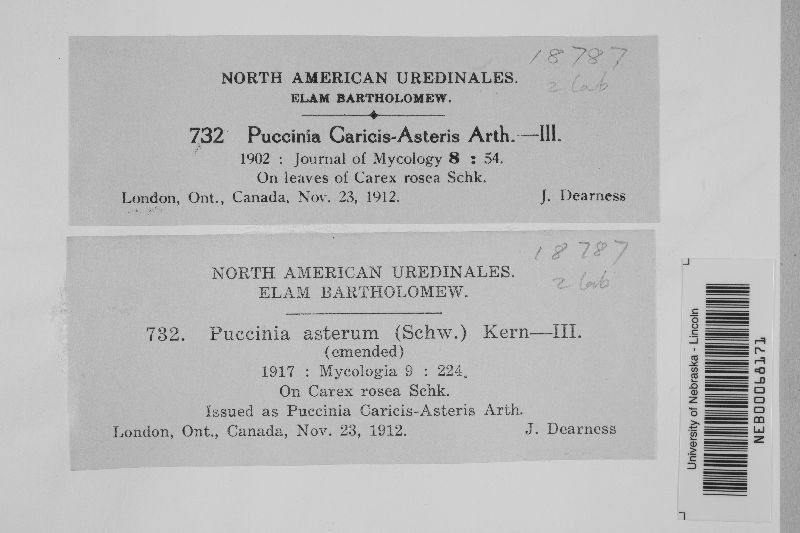 18787
2 lab
NORTH AMERICAN UREDINALES.
ELAM BARTHOLOMEW.
732 Puccinia Caricis-Asteris Arth.—III.
1902 : Journal of Mycology 8 : 54.
On leaves of Carex rosea Schk.
London, Ont., Canada, Nov. 23, 1912. J. Dearness
18787
2 lab
NORTH AMERICAN UREDINALES.
ELAM BARTHOLOMEW.
732. Puccinia asterum (Schw.) Kern—III.
(emended)
1917 : Mycologia 9 : 224.
On Carex rosea Schk.
Issued as Puccinia Caricis-Asteris Arth.
London, Ont., Canada, Nov. 23, 1912. J. Dearness
University of Nebraska - Lincoln
NEB00068171